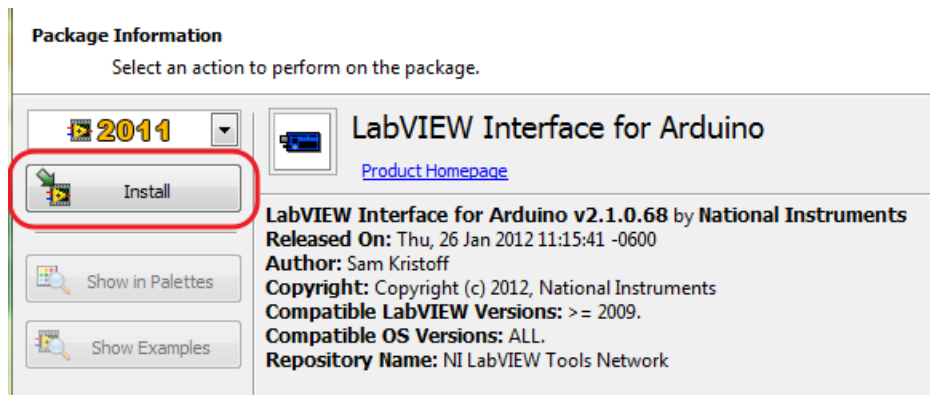 Package Information
Select an action to perform on the package.
2011
Install
Show in Palettes
Show Examples
LabVIEW Interface for Arduino
Product Homepage
LabVIEW Interface for Arduino v2.1.0.68 by National Instruments
Released On: Thu, 26 Jan 2012 11:15:41 -0600
Author: Sam Kristoff
Copyright: Copyright (c) 2012, National Instruments
Compatible LabVIEW Versions: >= 2009.
Compatible OS Versions: ALL.
Repository Name: NI LabVIEW Tools Network